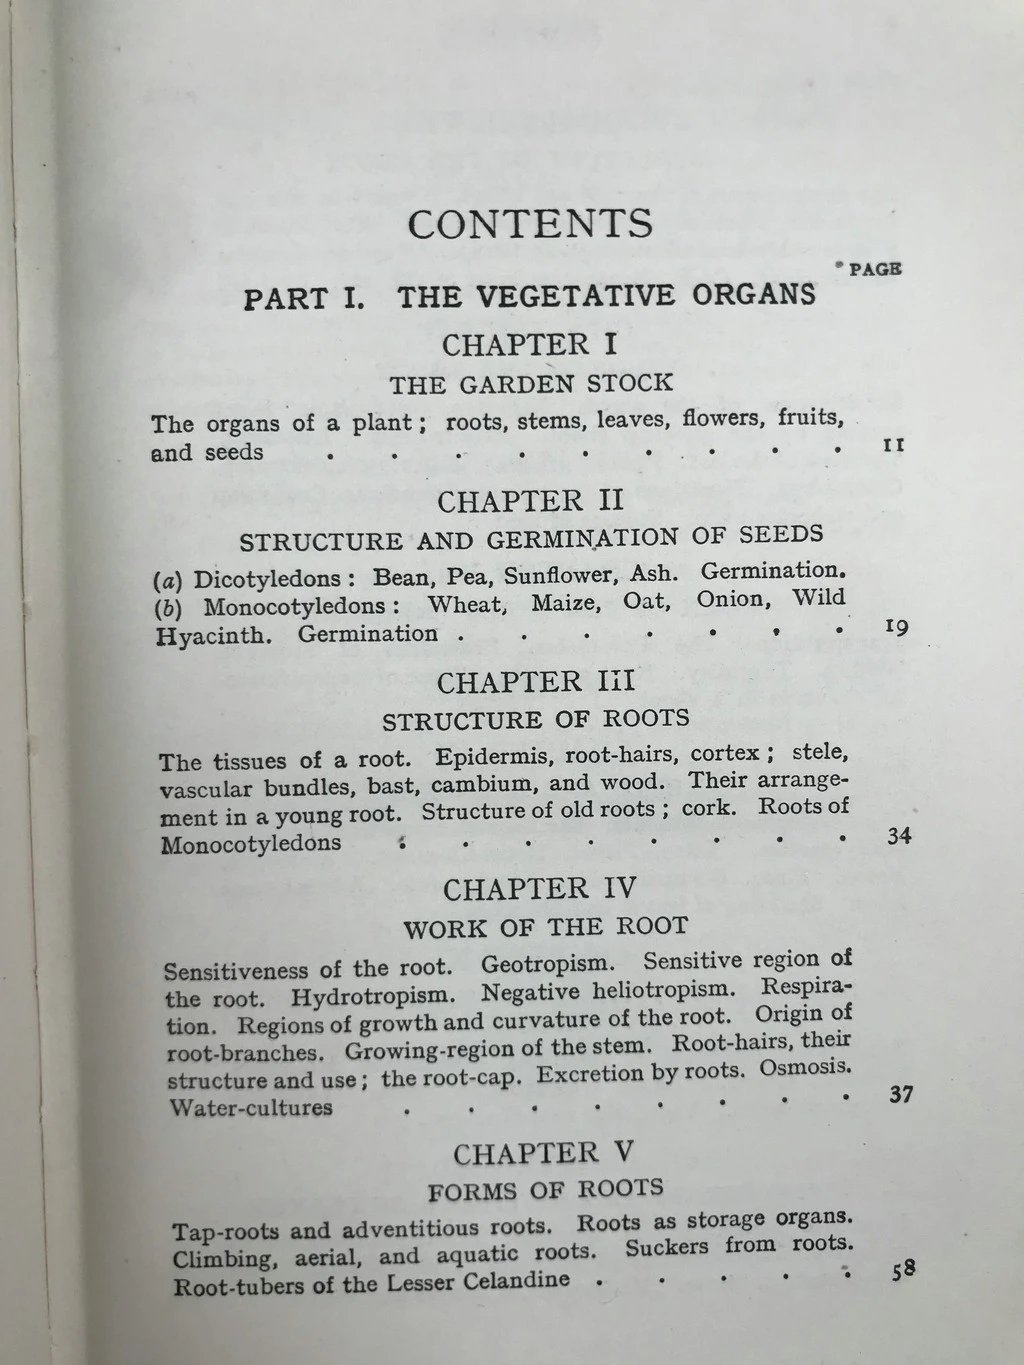 CONTENTS
PAGE
PART I. THE VEGETATIVE ORGANS
CHAPTER I
THE GARDEN STOCK
The organs of a plant ; roots, stems, leaves, flowers, fruits,
and seeds . . . . . . . . . 11
CHAPTER II
STRUCTURE AND GERMINATION OF SEEDS
(a) Dicotyledons : Bean, Pea, Sunflower, Ash. Germination.
(b) Monocotyledons : Wheat, Maize, Oat, Onion, Wild
Hyacinth. Germination . . . . . . . 19
CHAPTER III
STRUCTURE OF ROOTS
The tissues of a root. Epidermis, root-hairs, cortex ; stele,
vascular bundles, bast, cambium, and wood. Their arrange-
ment in a young root. Structure of old roots ; cork. Roots of
Monocotyledons . . . . . . . . 34
CHAPTER IV
WORK OF THE ROOT
Sensitiveness of the root. Geotropism. Sensitive region of
the root. Hydrotropism. Negative heliotropism. Respira-
tion. Regions of growth and curvature of the root. Origin of
root-branches. Growing-region of the stem. Root-hairs, their
structure and use ; the root-cap. Excretion by roots. Osmosis.
Water-cultures . . . . . . . . 37
CHAPTER V
FORMS OF ROOTS
Tap-roots and adventitious roots. Roots as storage organs.
Climbing, aerial, and aquatic roots. Suckers from roots.
Root-tubers of the Lesser Celandine . . . . . 58